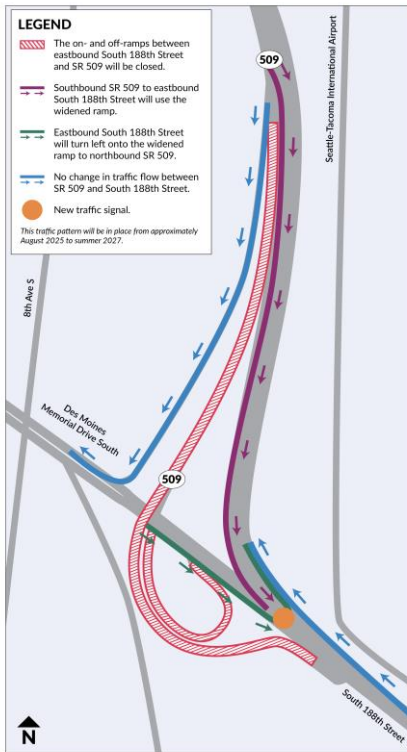 LEGEND
The on- and off-ramps between
eastbound South 188th Street
and SR 509 will be closed.
Southbound SR 509 to eastbound
South 188th Street will use the
widened ramp.
Eastbound South 188th Street
will turn left onto the widened
ramp to northbound SR 509.
No change in traffic flow between
SR 509 and South 188th Street.
New traffic signal.
This traffic pattern will be in place from approximately
August 2025 to summer 2027.
509
Seattle-Tacoma International Airport
8th Ave S
Des Moines
Memorial Drive South
509
South 188th Street
N